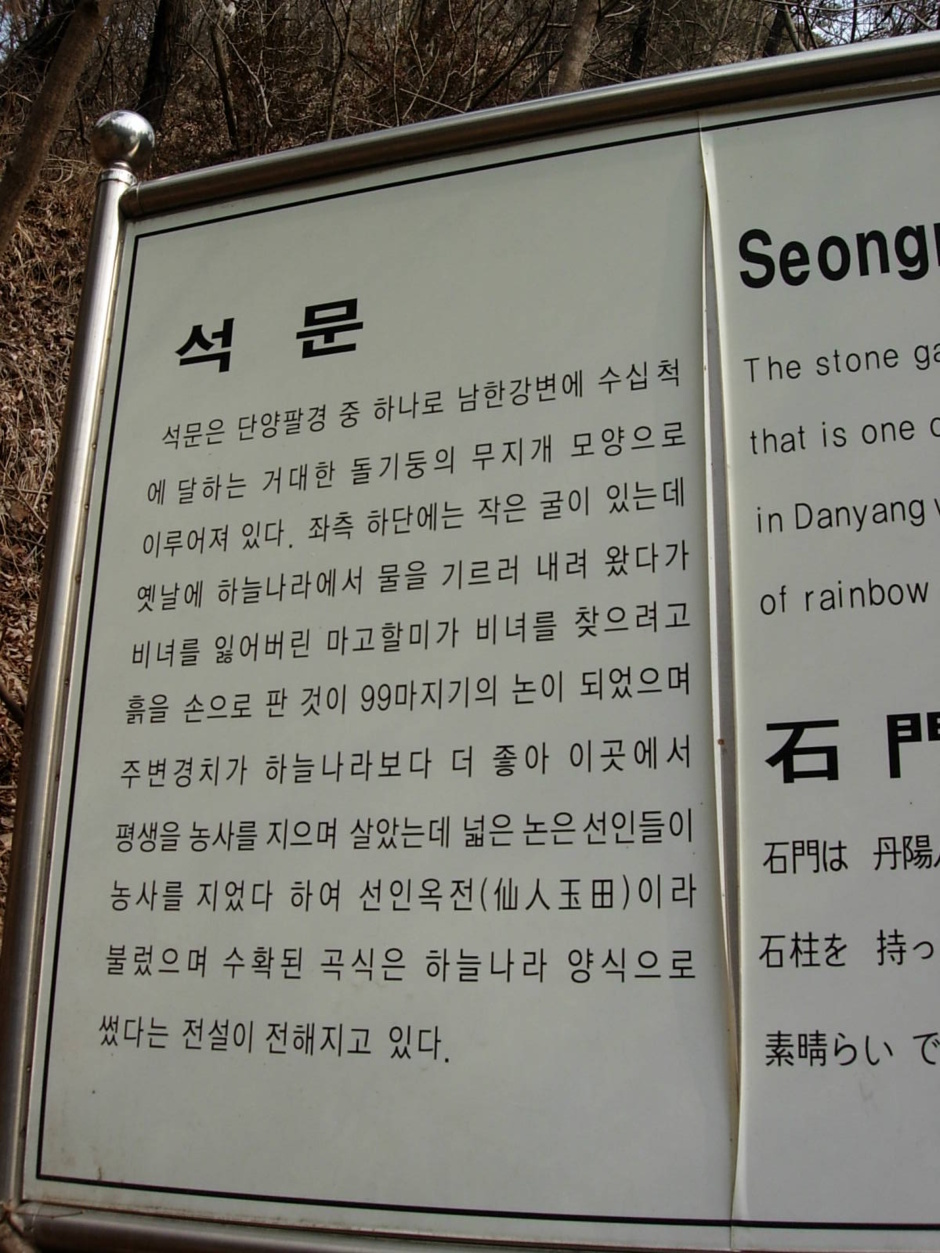 석 문
석문은 단양팔경 중 하나로 남한강변에 수십척
에 달하는 거대한 돌기둥의 무지개 모양으로
이루어져 있다. 좌측 하단에는 작은 굴이 있는데
옛날에 하늘나라에서 물을 기르러 내려 왔다가
비녀를 잃어버린 마고할미가 비녀를 찾으려고
흙을 손으로 판 것이 99마지기의 논이 되었으며
주변경치가 하늘나라보다 더 좋아 이곳에서
평생을 농사를 지으며 살았는데 넓은 논은 선인들이
농사를 지었다 하여 선인옥전(仙人玉田)이라
불렀으며 수확된 곡식은 하늘나라 양식으로
썼다는 전설이 전해지고 있다.
Seong
The stone
that is one
in Danyang
of rainbow
石 門
石門は 丹陽
石柱を 持っ
素晴らい で